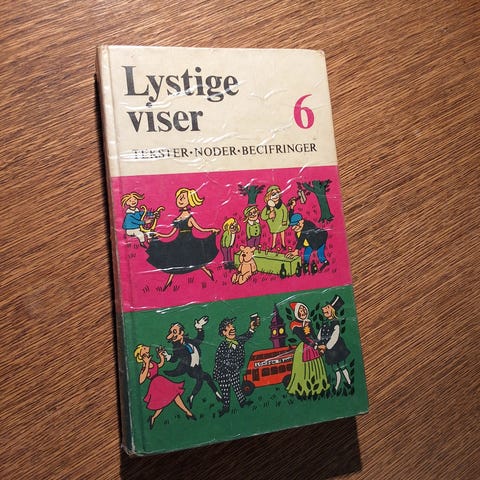 Lystige
viser
6
TEKSTER·NODER·BECIFRINGER